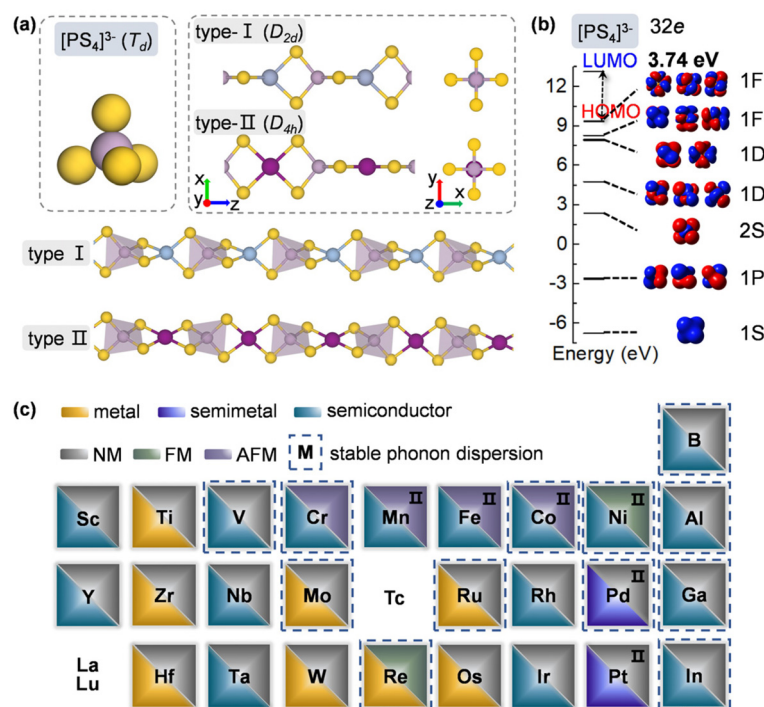 (a)
[PS₄]³⁻ (T_d)
type-Ⅰ (D₂d)
type-Ⅱ (D₄h)
x
y
z
y
z
x
type Ⅰ
type Ⅱ
(b)
[PS₄]³⁻ 32e
LUMO 3.74 eV
HOMO
12
9
6
3
0
-3
-6
Energy (eV)
1F
1F
1D
1D
2S
1P
1S
(c)
metal semimetal semiconductor
NM FM AFM M stable phonon dispersion
B
Sc Ti V Cr Mn Ⅱ Fe Ⅱ Co Ⅱ Ni Ⅱ Al
Y Zr Nb Mo Tc Ru Rh Pd Ⅱ Ga
La
Lu
Hf Ta W Re Os Ir Pt Ⅱ In